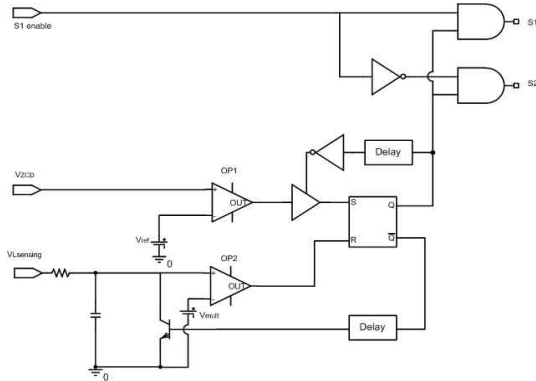 S1 enable
S1
S2
Delay
OP1
VZCD
+
-
OUT
S
Q
Vref
0
R
Q
VLsensing
OP2
+
-
OUT
Vmult
Delay
0